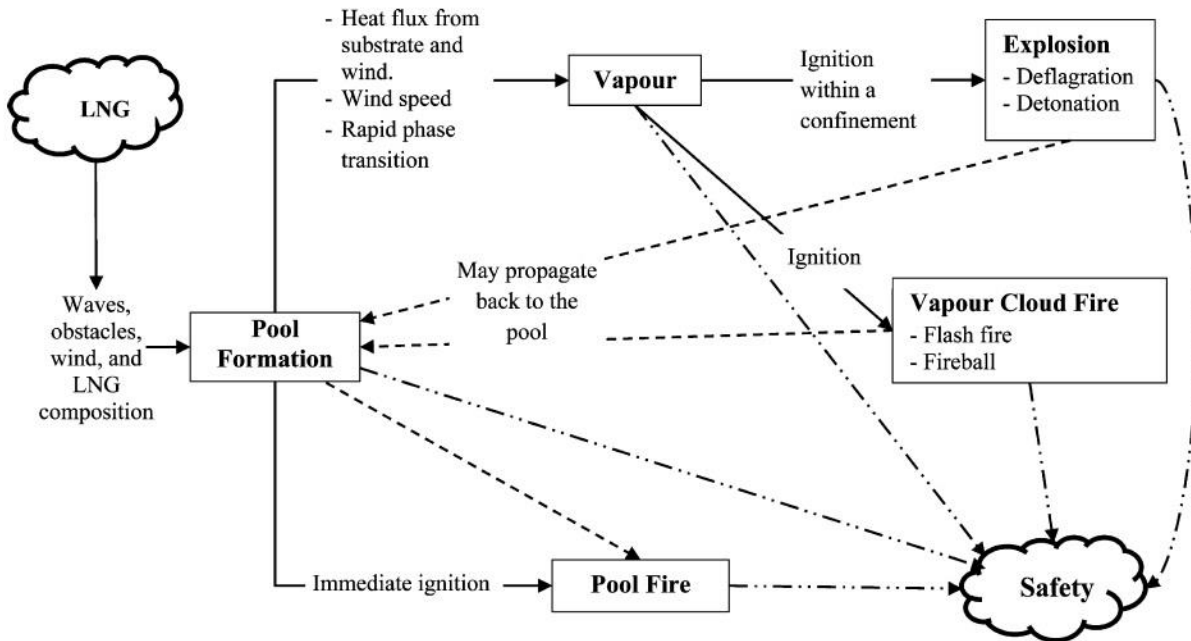 LNG
Waves,
obstacles,
wind, and
LNG
composition
Pool
Formation
- Heat flux from
substrate and
wind.
- Wind speed
- Rapid phase
transition
Vapour
Ignition
within a
confinement
Explosion
- Deflagration
- Detonation
May propagate
back to the
pool
Ignition
Vapour Cloud Fire
- Flash fire
- Fireball
Immediate ignition
Pool Fire
Safety